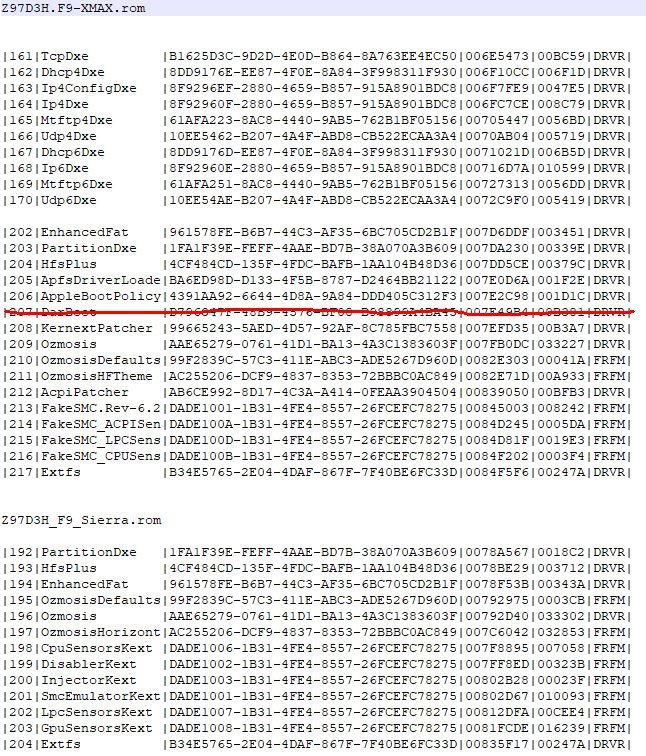 Z97D3H.F9-XMAX.rom
|161|TcpDxe |B1625D3C-9D2D-4E0D-B864-8A763EE4EC50|006E5473|00BC59|DRVR|
|162|Dhcp4Dxe |8DD9176E-EE87-4F0E-8A84-3F998311F930|006F10CC|006F1D|DRVR|
|163|Ip4ConfigDxe |8F9296EF-2880-4659-B857-915A8901BDC8|006F7FE9|0047E5|DRVR|
|164|Ip4Dxe |8F92960F-2880-4659-B857-915A8901BDC8|006FC7CE|008C79|DRVR|
|165|Mtftp4Dxe |61AFA223-8AC8-4440-9AB5-762B1BF05156|00705447|0056BD|DRVR|
|166|Udp4Dxe |10EE5462-B207-4A4F-ABD8-CB522ECAA3A4|0070AB04|005719|DRVR|
|167|Dhcp6Dxe |8DD9176D-EE87-4F0E-8A84-3F998311F930|0071021D|006B5D|DRVR|
|168|Ip6Dxe |8F92960E-2880-4659-B857-915A8901BDC8|00716D7A|010599|DRVR|
|169|Mtftp6Dxe |61AFA251-8AC8-4440-9AB5-762B1BF05156|00727313|0056DD|DRVR|
|170|Udp6Dxe |10EE54AE-B207-4A4F-ABD8-CB522ECAA3A4|0072C9F0|005419|DRVR|
|202|EnhancedFat |961578FE-B6B7-44C3-AF35-6BC705CD2B1F|007D6DDF|003451|DRVR|
|203|PartitionDxe |1FA1F39E-FEFF-4AAE-BD7B-38A070A3B609|007DA230|00339E|DRVR|
|204|HfsPlus |4CF484CD-135F-4FDC-BAFB-1AA104B48D36|007DD5CE|00379C|DRVR|
|205|ApfsDriverLoade|BA6ED98D-D133-4F5B-8787-D2464BB21122|007E0D6A|001F2E|DRVR|
|206|AppleBootPolicy|4391AA92-6644-4D8A-9A84-DDD405C312F3|007E2C98|001D1C|DRVR|
|207|DarBoot
|208|KernextPatcher |99665243-5AED-4D57-92AF-8C785FBC7558|007EFD35|00B3A7|DRVR|
|209|Ozmosis |AAE65279-0761-41D1-BA13-4A3C1383603F|007FB0DC|033227|DRVR|
|210|OzmosisDefaults|99F2839C-57C3-411E-ABC3-ADE5267D960D|0082E303|00041A|FRFM|
|211|OzmosisHFTheme |AC255206-DCF9-4837-8353-72BBBC0AC849|0082E71D|00A933|FRFM|
|212|AcpiPatcher |AB6CE992-8D17-4C3A-A414-0FEAA3904504|00839050|00BFB3|DRVR|
|213|FakeSMC.Rev-6.2|DADE1001-1B31-4FE4-8557-26FCEFC78275|00845003|008242|FRFM|
|214|FakeSMC_ACPISen|DADE100A-1B31-4FE4-8557-26FCEFC78275|0084D245|0005DA|FRFM|
|215|FakeSMC_LPCSens|DADE100D-1B31-4FE4-8557-26FCEFC78275|0084D81F|0019E3|FRFM|
|216|FakeSMC_CPUSens|DADE100B-1B31-4FE4-8557-26FCEFC78275|0084F202|0003F4|FRFM|
|217|Extfs |B34E5765-2E04-4DAF-867F-7F40BE6FC33D|0084F5F6|00247A|DRVR|
Z97D3H_F9_Sierra.rom
|192|PartitionDxe |1FA1F39E-FEFF-4AAE-BD7B-38A070A3B609|0078A567|0018C2|DRVR|
|193|HfsPlus |4CF484CD-135F-4FDC-BAFB-1AA104B48D36|0078BE29|003712|DRVR|
|194|EnhancedFat |961578FE-B6B7-44C3-AF35-6BC705CD2B1F|0078F53B|00343A|DRVR|
|195|OzmosisDefaults|99F2839C-57C3-411E-ABC3-ADE5267D960D|00792975|0003CB|FRFM|
|196|Ozmosis |AAE65279-0761-41D1-BA13-4A3C1383603F|00792D40|033302|DRVR|
|197|OzmosisHorizont|AC255206-DCF9-4837-8353-72BBBC0AC849|007C6042|032853|FRFM|
|198|CpuSensorsKext |DADE1006-1B31-4FE4-8557-26FCEFC78275|007F8895|007058|FRFM|
|199|DisablerKext |DADE1002-1B31-4FE4-8557-26FCEFC78275|007FF8ED|00323B|FRFM|
|200|InjectorKext |DADE1003-1B31-4FE4-8557-26FCEFC78275|00802B28|00023F|FRFM|
|201|SmcEmulatorKext|DADE1001-1B31-4FE4-8557-26FCEFC78275|00802D67|010093|FRFM|
|202|LpcSensorsKext |DADE1007-1B31-4FE4-8557-26FCEFC78275|00812DFA|00CEE4|FRFM|
|203|GpuSensorsKext |DADE1008-1B31-4FE4-8557-26FCEFC78275|0081FCDE|016239|FRFM|
|204|Extfs |B34E5765-2E04-4DAF-867F-7F40BE6FC33D|00835F17|00247A|DRVR|